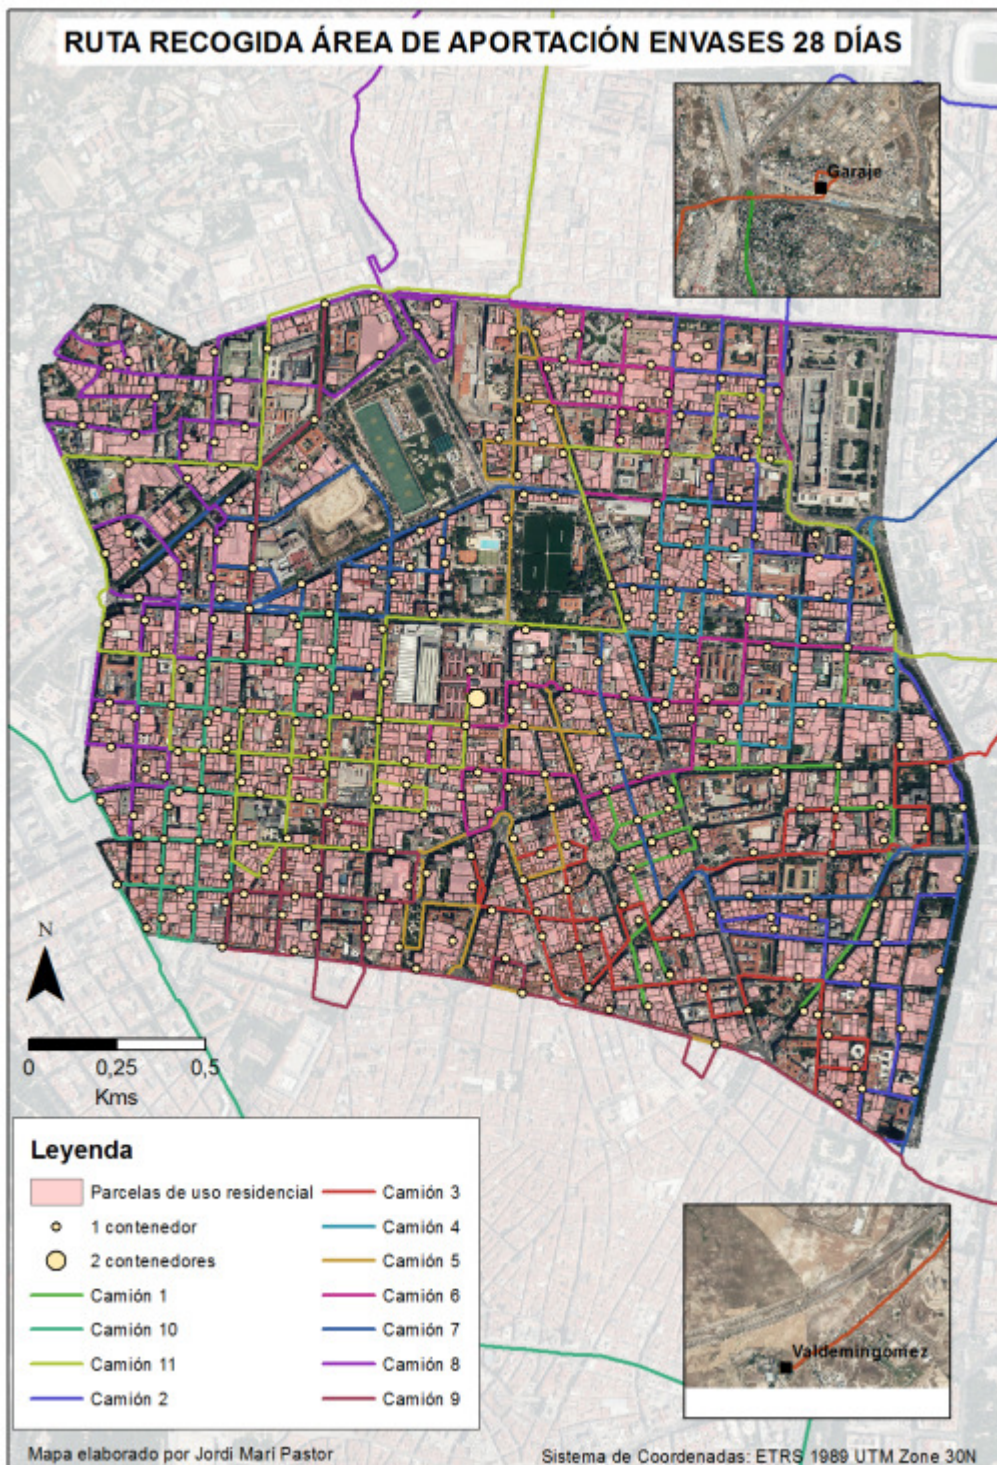 RUTA RECOGIDA ÁREA DE APORTACIÓN ENVASES 28 DÍAS
Garaje
N
0 0,25 0,5
Kms
Leyenda
Parcelas de uso residencial
1 contenedor
2 contenedores
Camión 1
Camión 10
Camión 11
Camión 2
Camión 3
Camión 4
Camión 5
Camión 6
Camión 7
Camión 8
Camión 9
Valdemingomez
Mapa elaborado por Jordi Marí Pastor
Sistema de Coordenadas: ETRS 1989 UTM Zone 30N